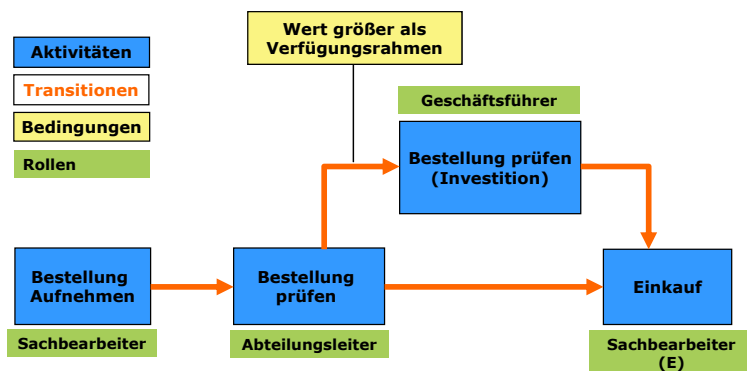 Wert größer als
Verfügungsrahmen
Aktivitäten
Transitionen
Bedingungen
Rollen
Geschäftsführer
Bestellung prüfen
(Investition)
Bestellung
Aufnehmen
Bestellung
prüfen
Einkauf
Sachbearbeiter
Abteilungsleiter
Sachbearbeiter
(E)